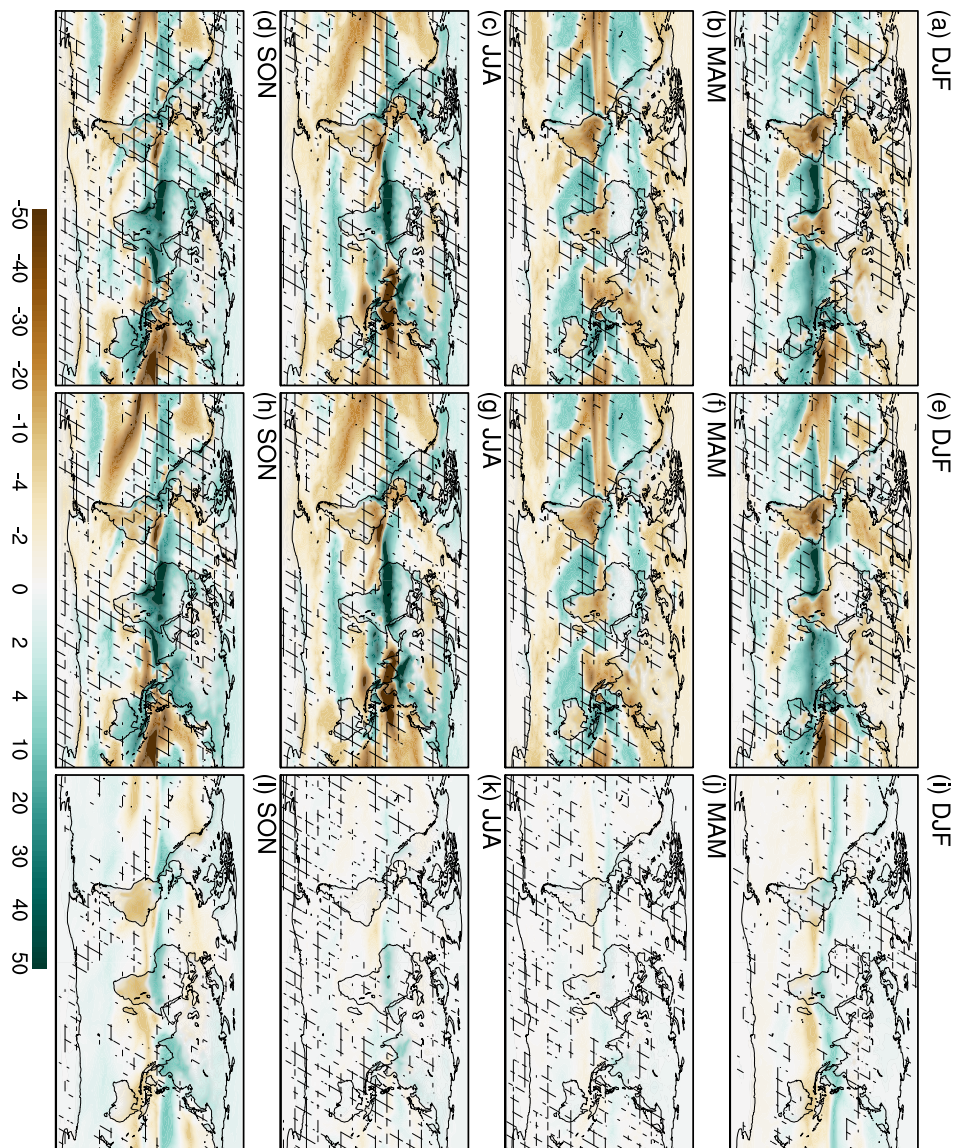 (a) DJF
(e) DJF
(i) DJF
(b) MAM
(f) MAM
(j) MAM
(c) JJA
(g) JJA
(k) JJA
(d) SON
(h) SON
(l) SON
-50 -40 -30 -20 -10 -4 -2 0 2 4 10 20 30 40 50